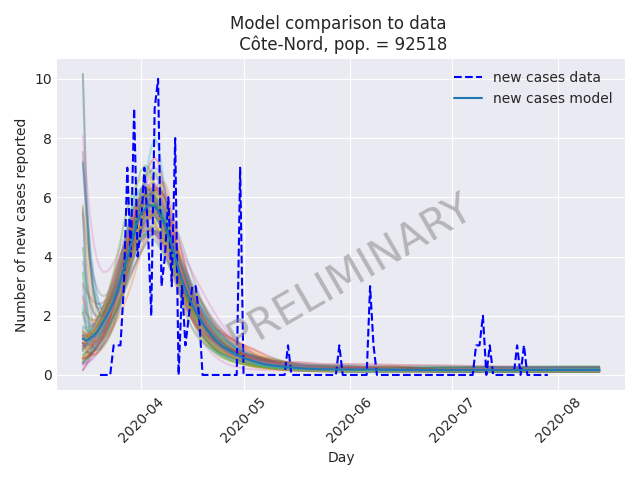 Model comparison to data
Côte-Nord, pop. = 92518
new cases data
new cases model
Number of new cases reported
10
8
6
4
2
0
PRELIMINARY
2020-04
2020-05
2020-06
2020-07
2020-08
Day